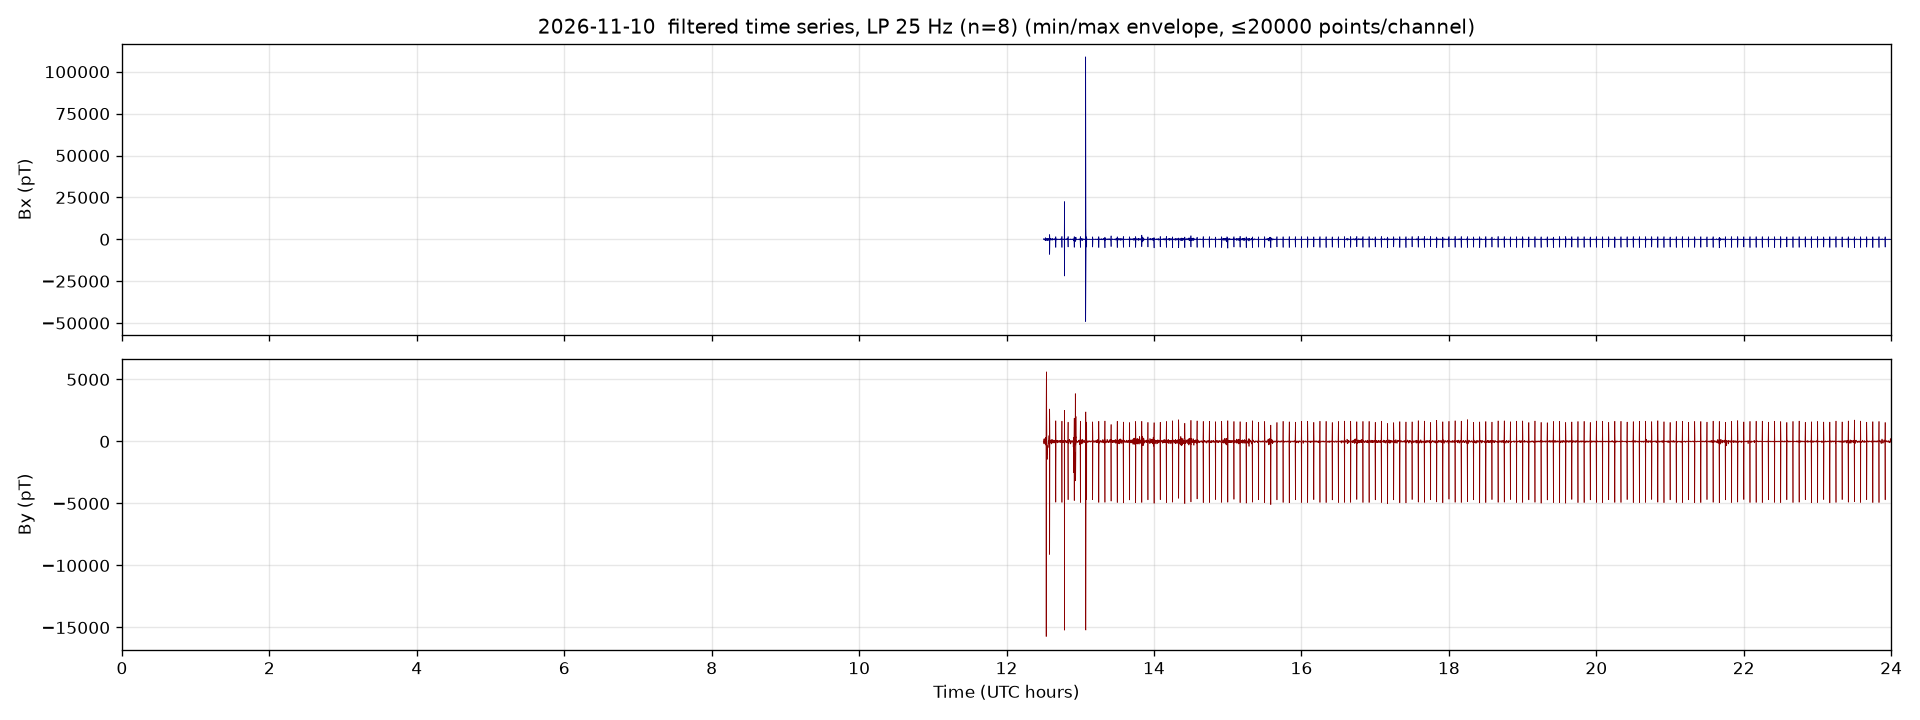 2026-11-10  filtered time series, LP 25 Hz (n=8) (min/max envelope, ≤20000 points/channel)
100000
75000
50000
25000
0
−25000
−50000
Bx (pT)
5000
0
−5000
−10000
−15000
By (pT)
0 2 4 6 8 10 12 14 16 18 20 22 24
Time (UTC hours)